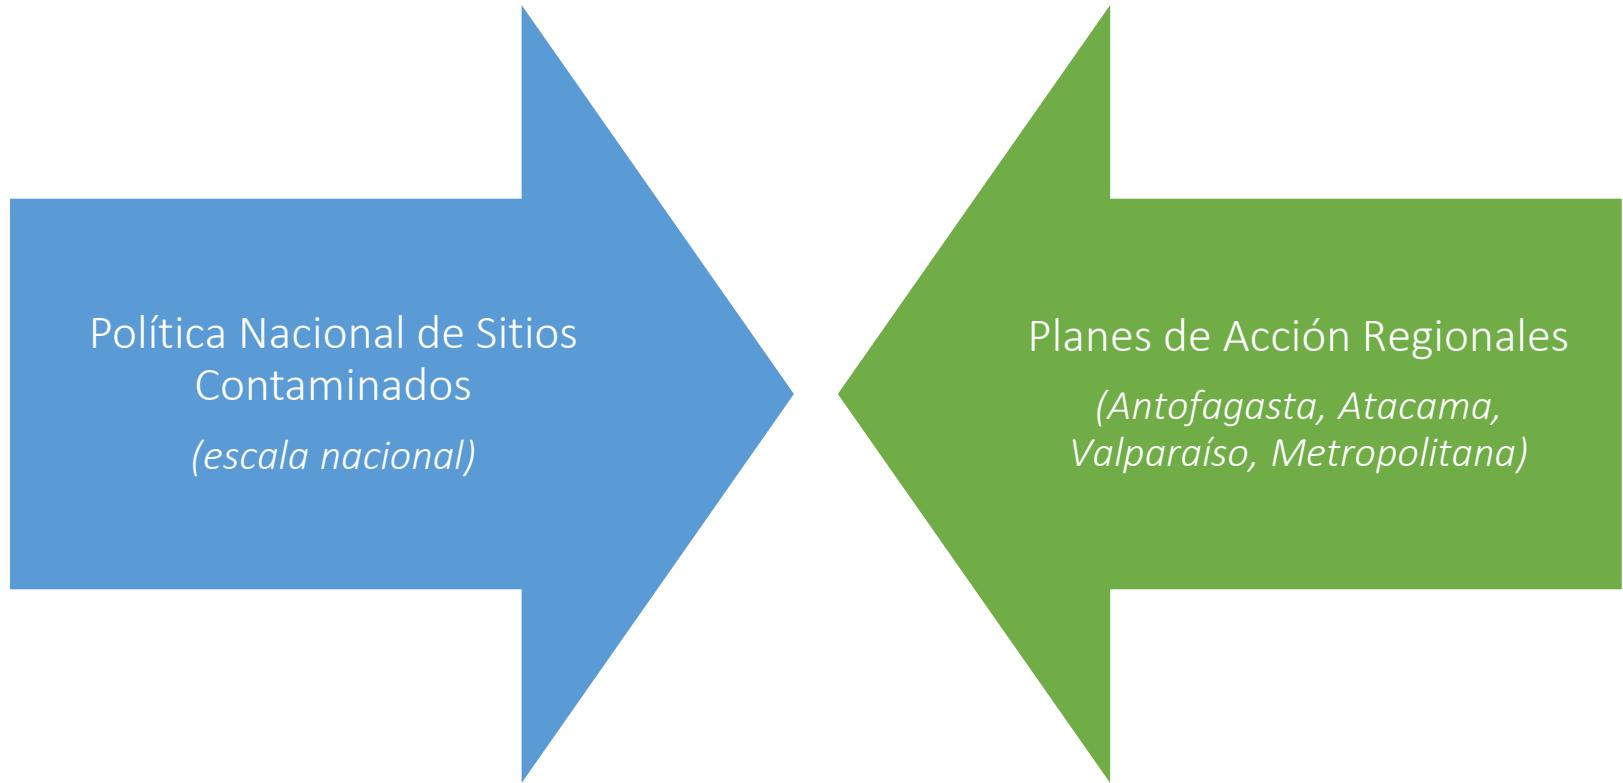 Política Nacional de Sitios
Contaminados
(escala nacional)
Planes de Acción Regionales
(Antofagasta, Atacama,
Valparaíso, Metropolitana)